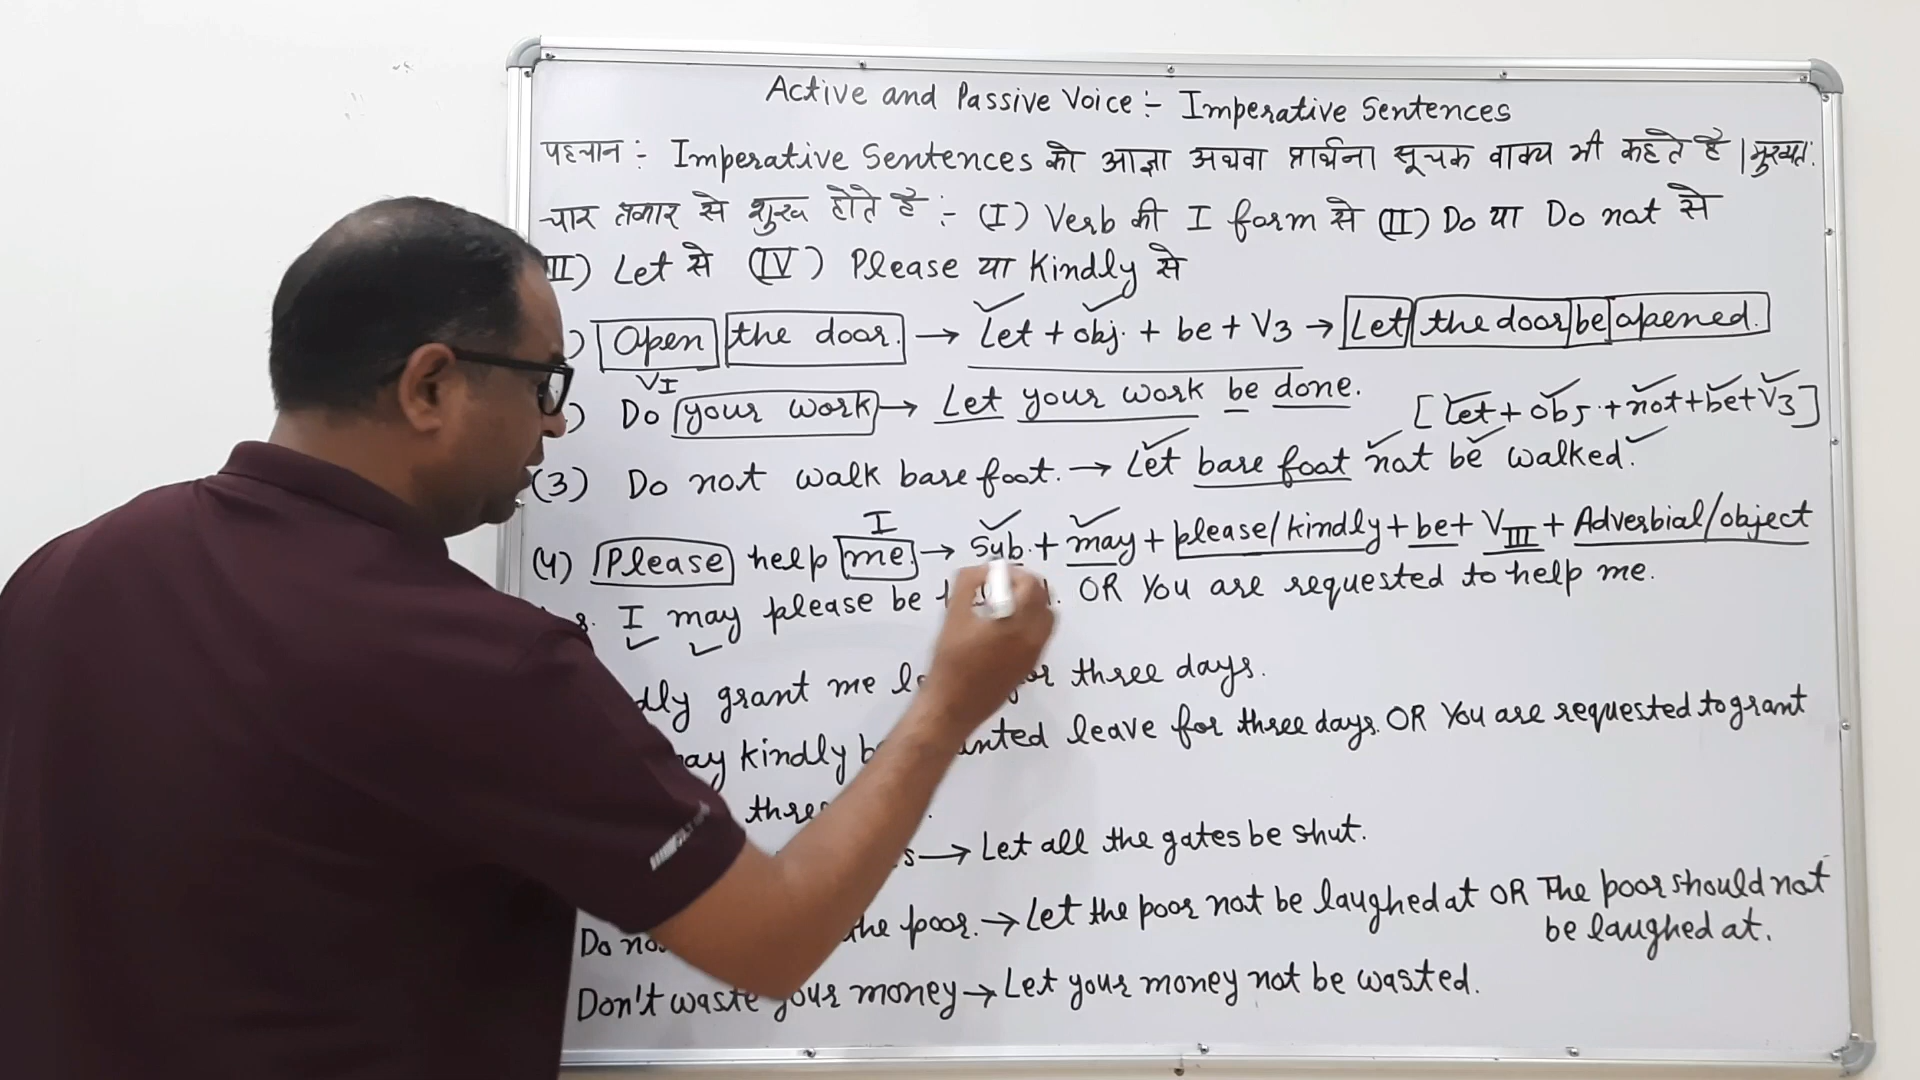 Active and Passive Voice :- Imperative Sentences
पहचान :- Imperative Sentences को आज्ञा अथवा प्रार्थना सूचक वाक्य भी कहते है | मुख्यतः
चार प्रकार से शुरू होते है :- (I) Verb की I form से (II) Do या Do not से
II) Let से (IV) Please या Kindly से
) Open the door. → Let + obj. + be + V3 → Let the door be opened.
VI
) Do your work → Let your work be done. [Let + obj. + not + be + V3]
(3) Do not walk bare foot. → Let bare foot not be walked.
I
(4) Please help me. → Sub. + may + please/kindly + be + VIII + Adverbial/object
s. I may please be OR You are requested to help me.
dly grant me for three days.
ay kindly be anted leave for three days. OR You are requested to grant
three
s → Let all the gates be shut.
Do no the poor. → Let the poor not be laughed at OR The poor should not
be laughed at.
Don't waste your money → Let your money not be wasted.